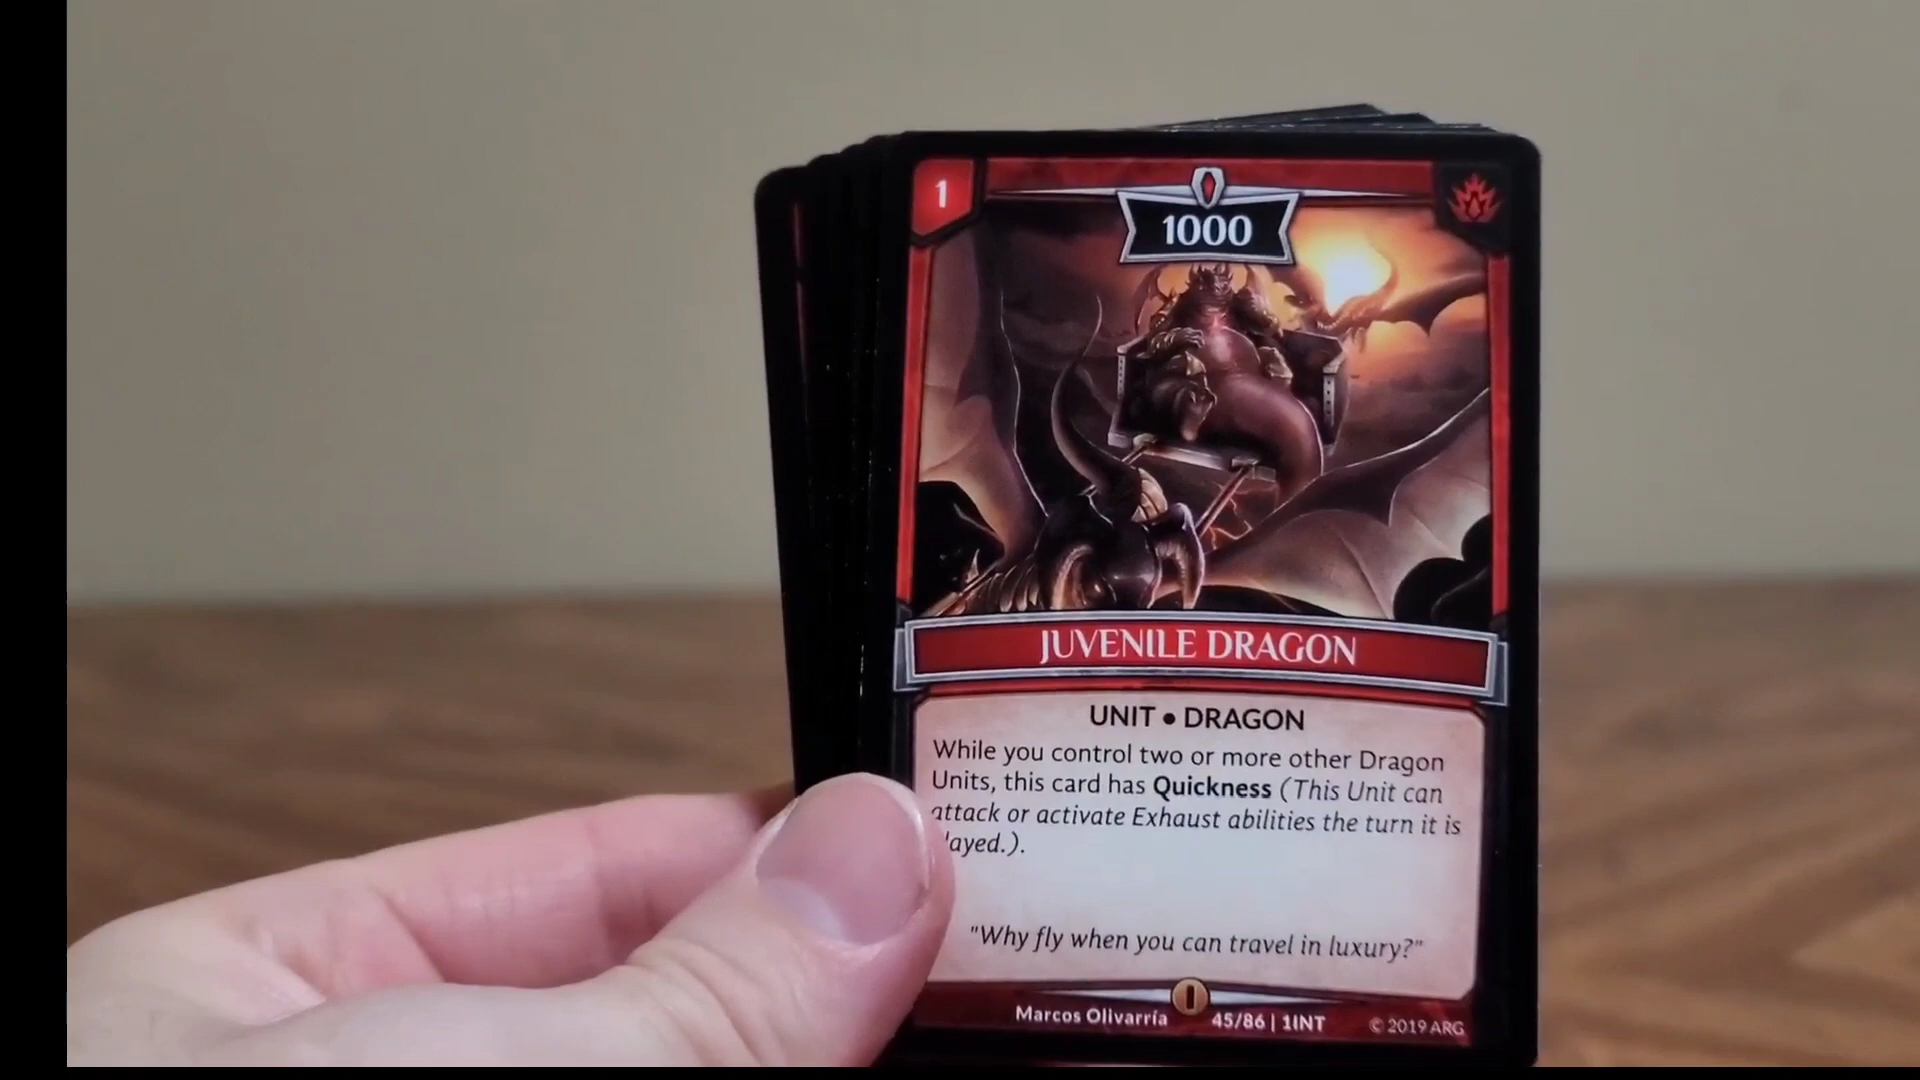 1
1000
JUVENILE DRAGON
UNIT • DRAGON
While you control two or more other Dragon
Units, this card has Quickness (This Unit can
attack or activate Exhaust abilities the turn it is
layed.).
"Why fly when you can travel in luxury?"
Marcos Olivarría 45/86 | 1INT © 2019 ARG